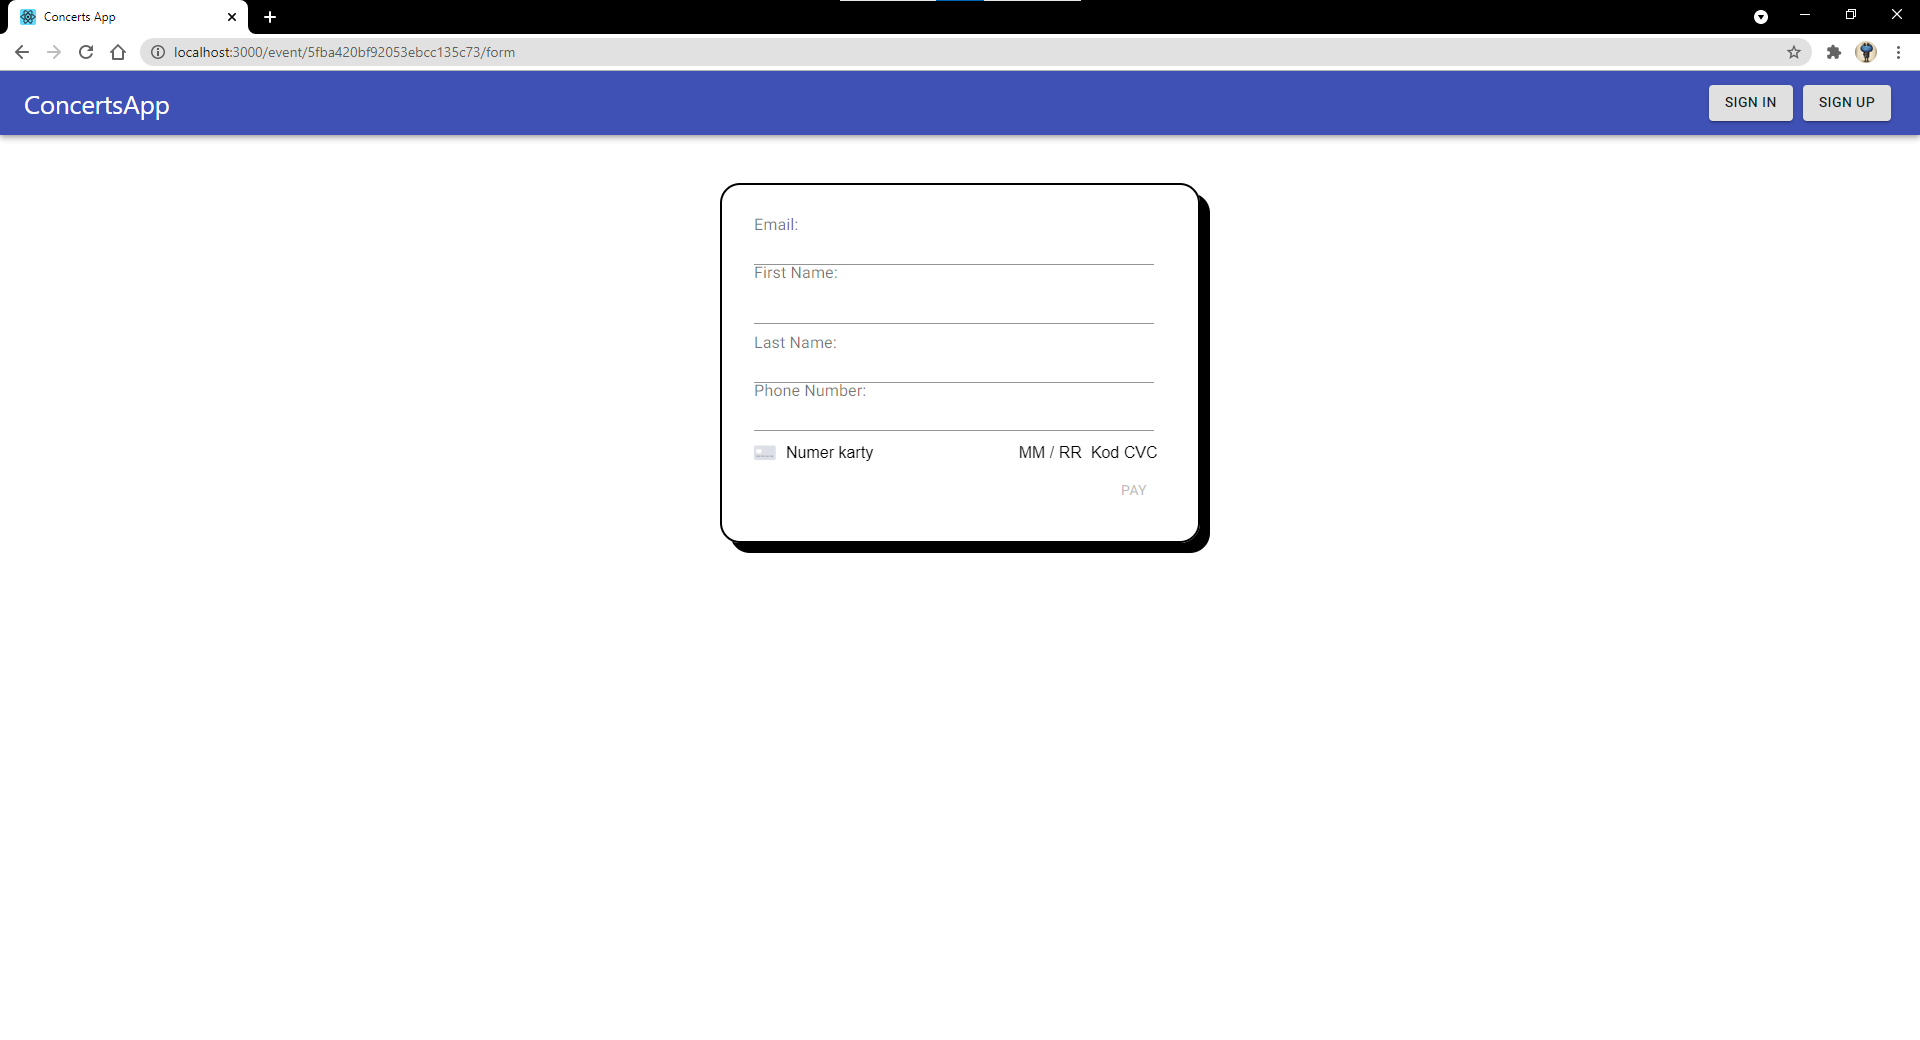 Concerts App
localhost:3000/event/5fba420bf92053ebcc135c73/form
ConcertsApp
SIGN IN
SIGN UP
Email:
First Name:
Last Name:
Phone Number:
Numer karty MM / RR Kod CVC
PAY